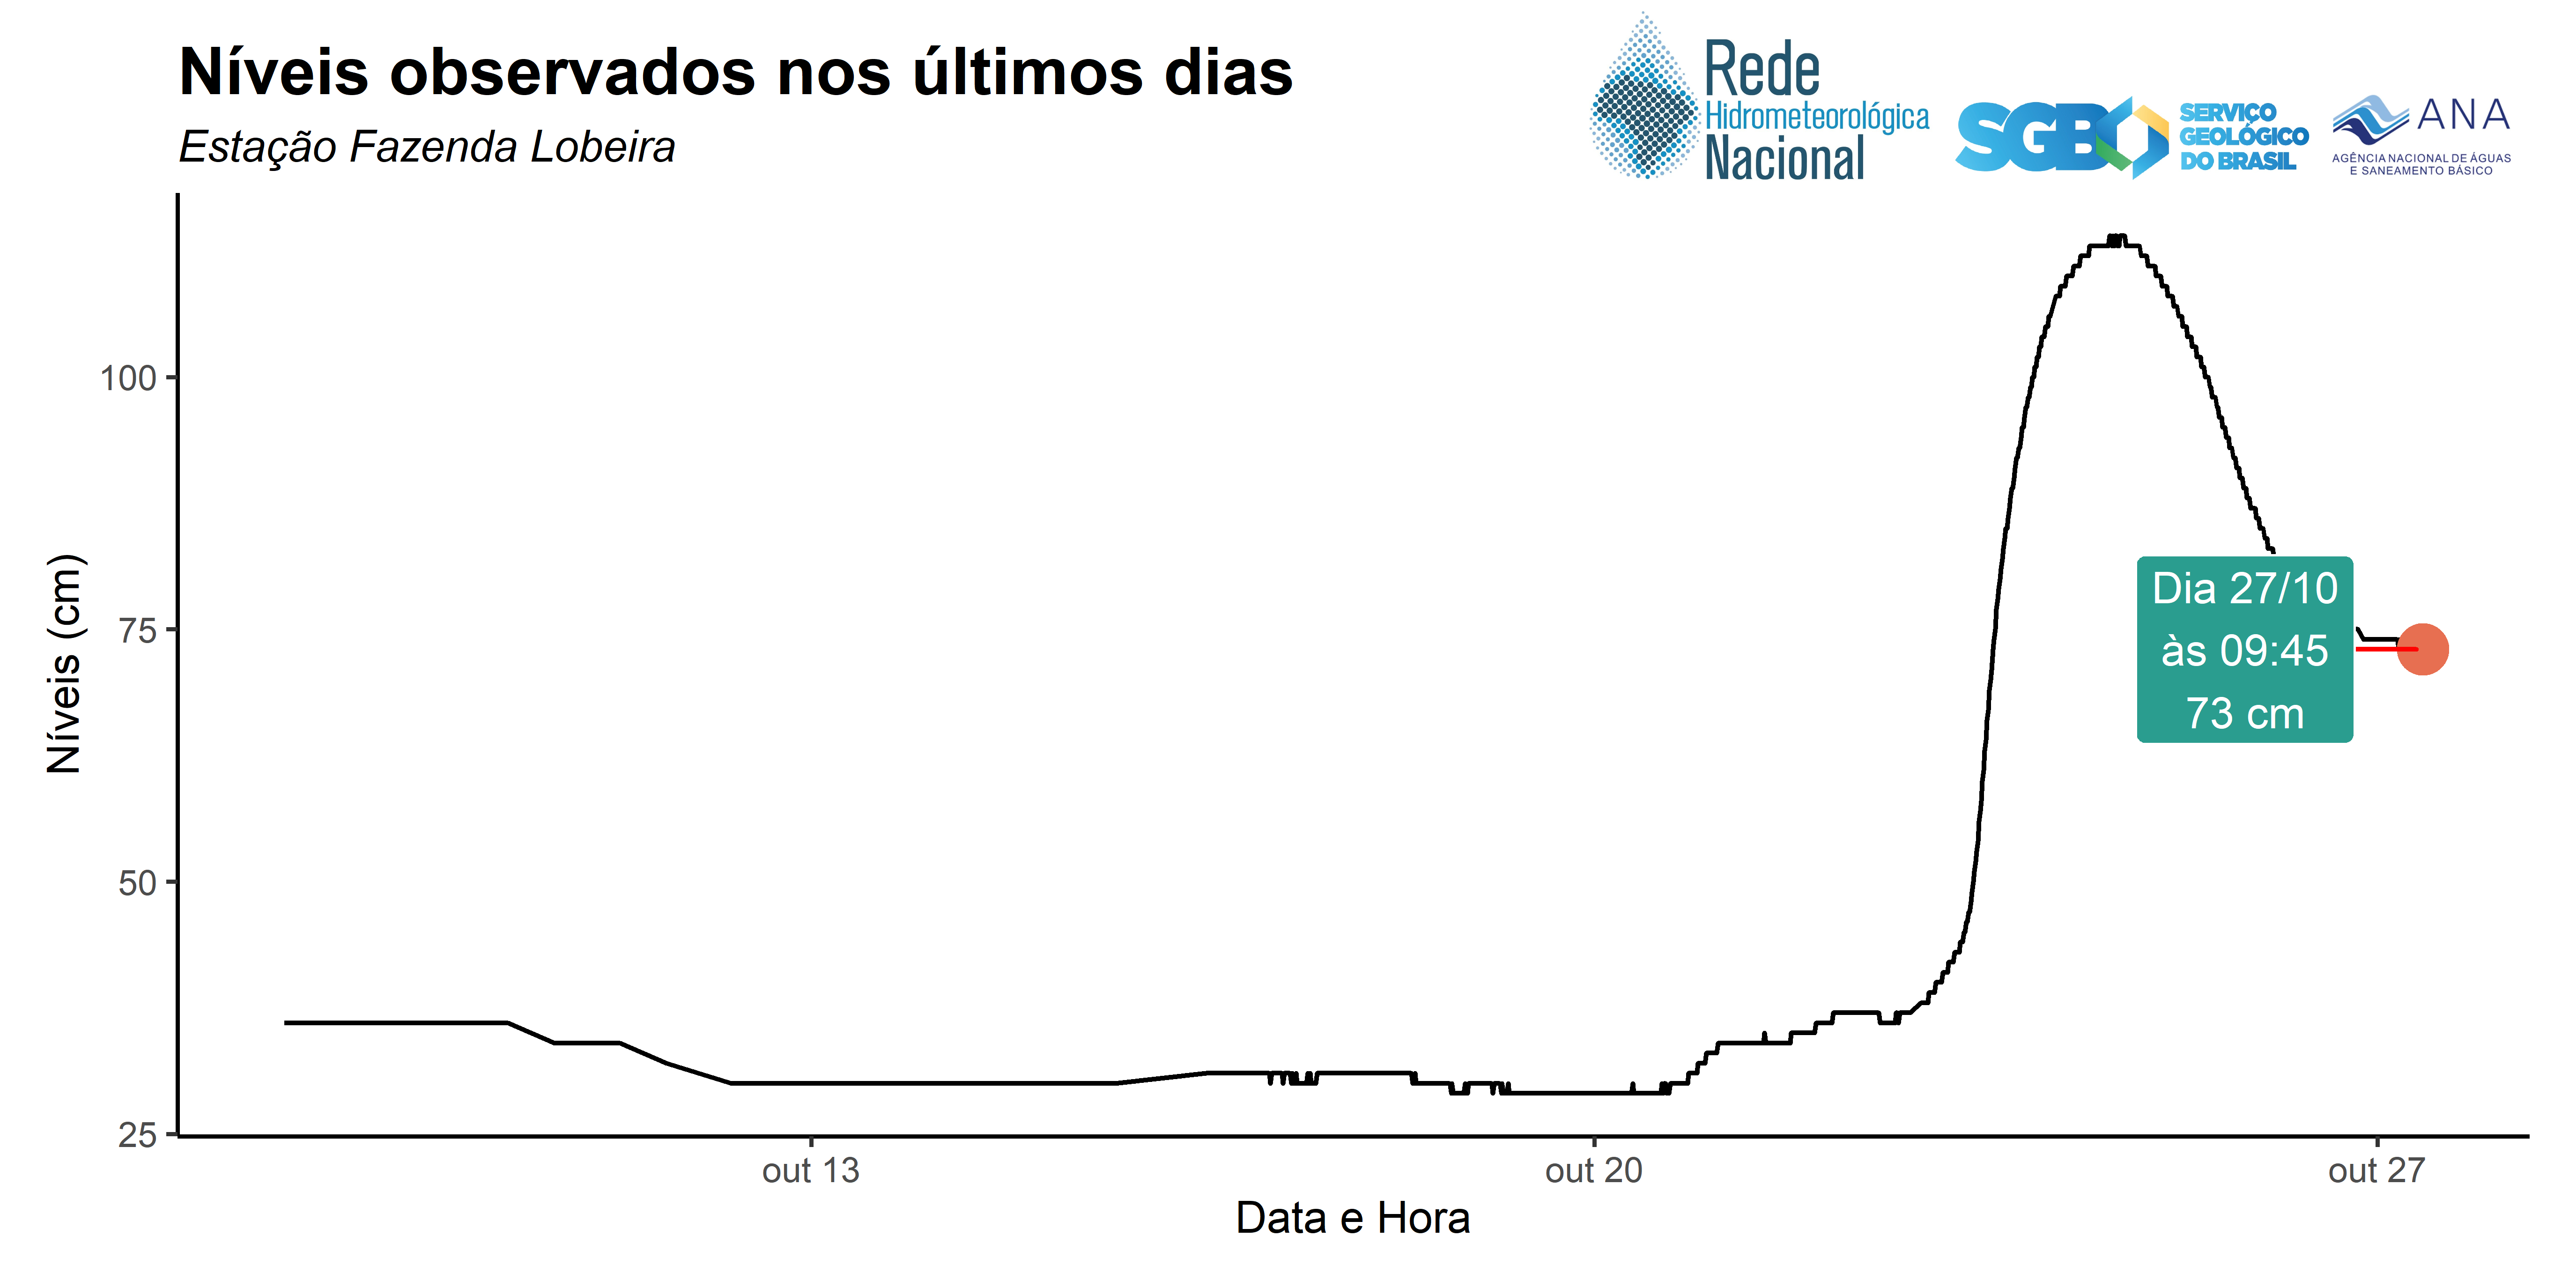 Níveis observados nos últimos dias
Estação Fazenda Lobeira
Rede
Hidrometeorológica
Nacional
SGB
SERVIÇO
GEOLÓGICO
DO BRASIL
ANA
AGÊNCIA NACIONAL DE ÁGUAS
E SANEAMENTO BÁSICO
Níveis (cm)
100
75
50
25
Dia 27/10
às 09:45
73 cm
out 13
out 20
out 27
Data e Hora